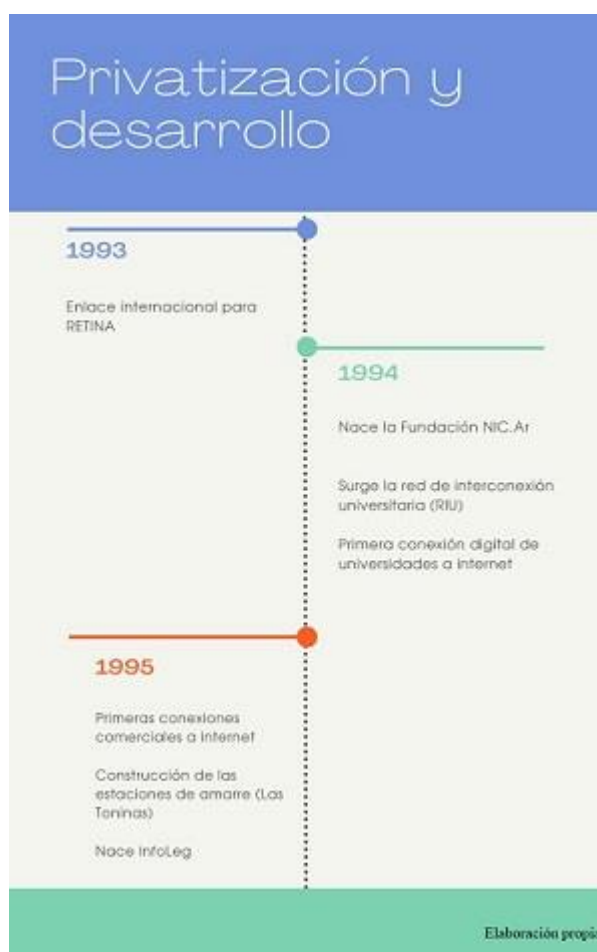 Privatización y
desarrollo
1993
Enlace internacional para
RETINA
1994
Nace la Fundación NIC.Ar
Surge la red de interconexión
universitaria (RIU)
Primera conexión digital de
universidades a internet
1995
Primeras conexiones
comerciales a internet
Construcción de las
estaciones de amarre (Las
Toninas)
Nace InfoLeg
Elaboración propia